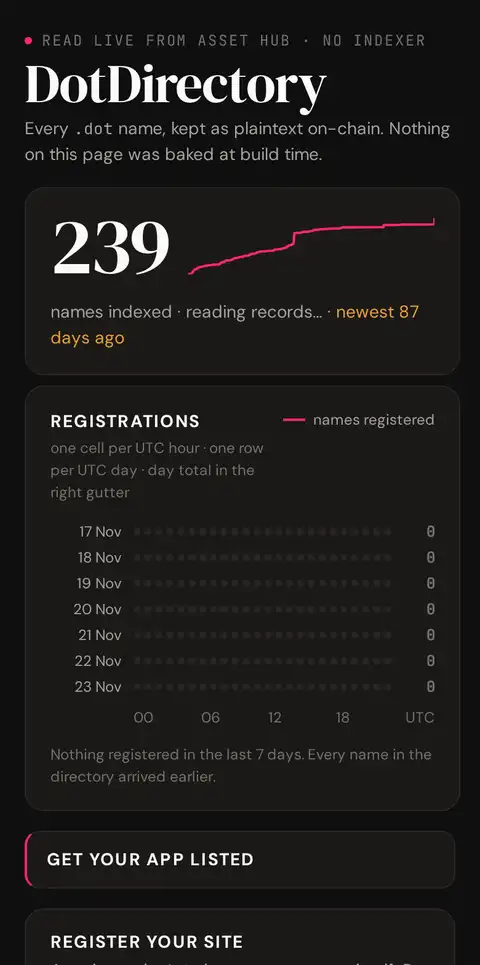 READ LIVE FROM ASSET HUB · NO INDEXER
DotDirectory
Every .dot name, kept as plaintext on-chain. Nothing
on this page was baked at build time.
239
names indexed · reading records… · newest 87
days ago
REGISTRATIONS
names registered
one cell per UTC hour · one row
per UTC day · day total in the
right gutter
17 Nov 0
18 Nov 0
19 Nov 0
20 Nov 0
21 Nov 0
22 Nov 0
23 Nov 0
00 06 12 18 UTC
Nothing registered in the last 7 days. Every name in the
directory arrived earlier.
GET YOUR APP LISTED
REGISTER YOUR SITE